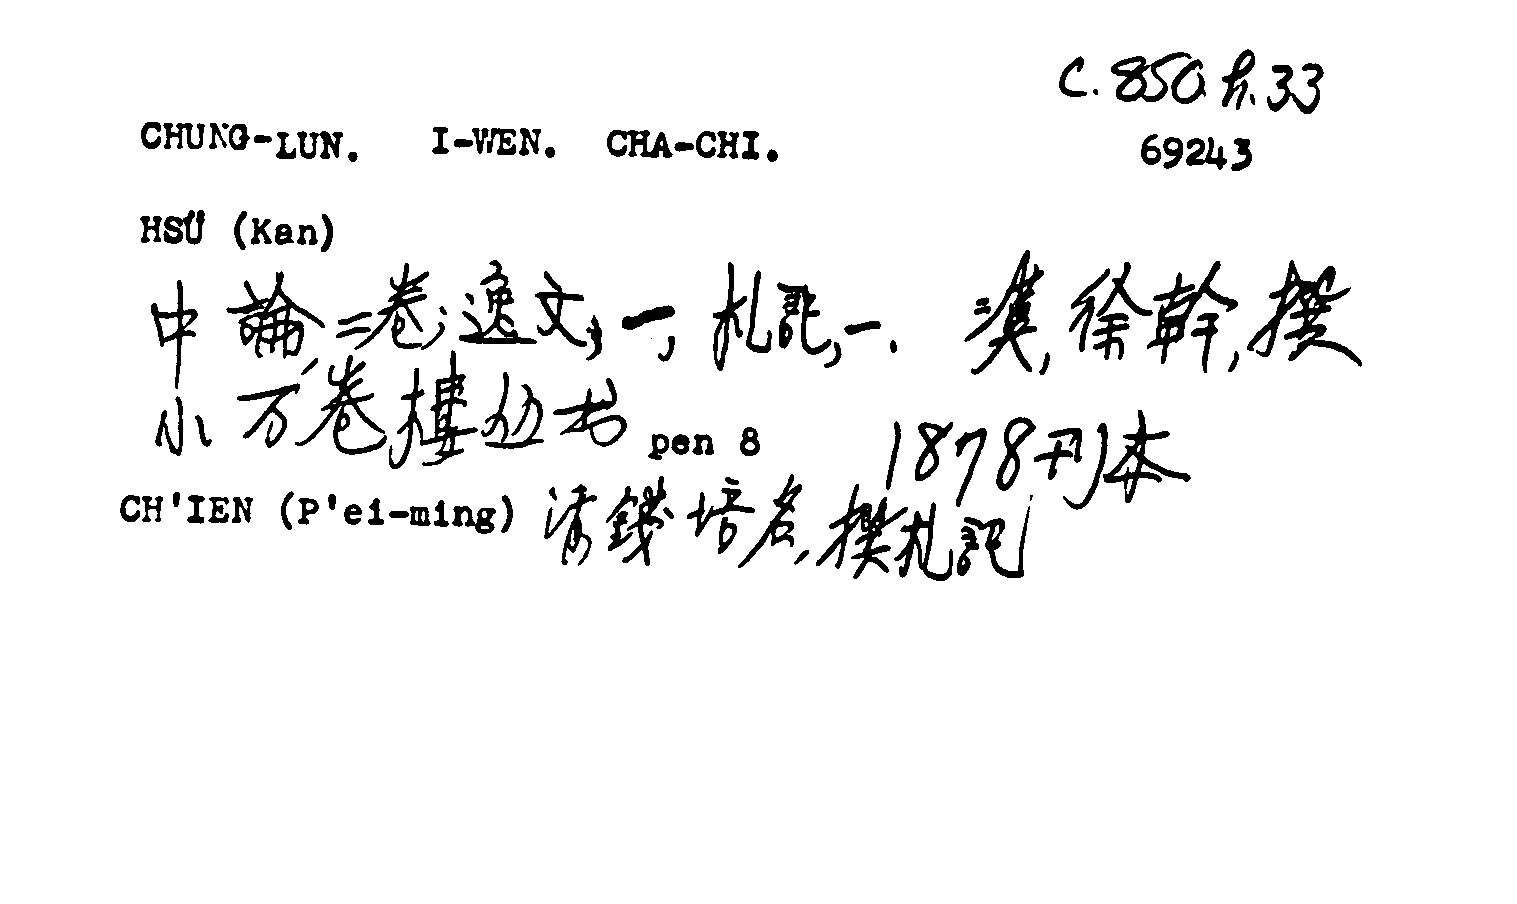 C. 850. h. 33
CHUNG-LUN. I-WEN. CHA-CHI.
69243
HSÜ (Kan)
中論,二卷;逸文,一,札記,一. 漢,徐幹,撰
小万卷樓丛书 pen 8 1878刊本
CH'IEN (P'ei-ming) 清錢培名,撰札記